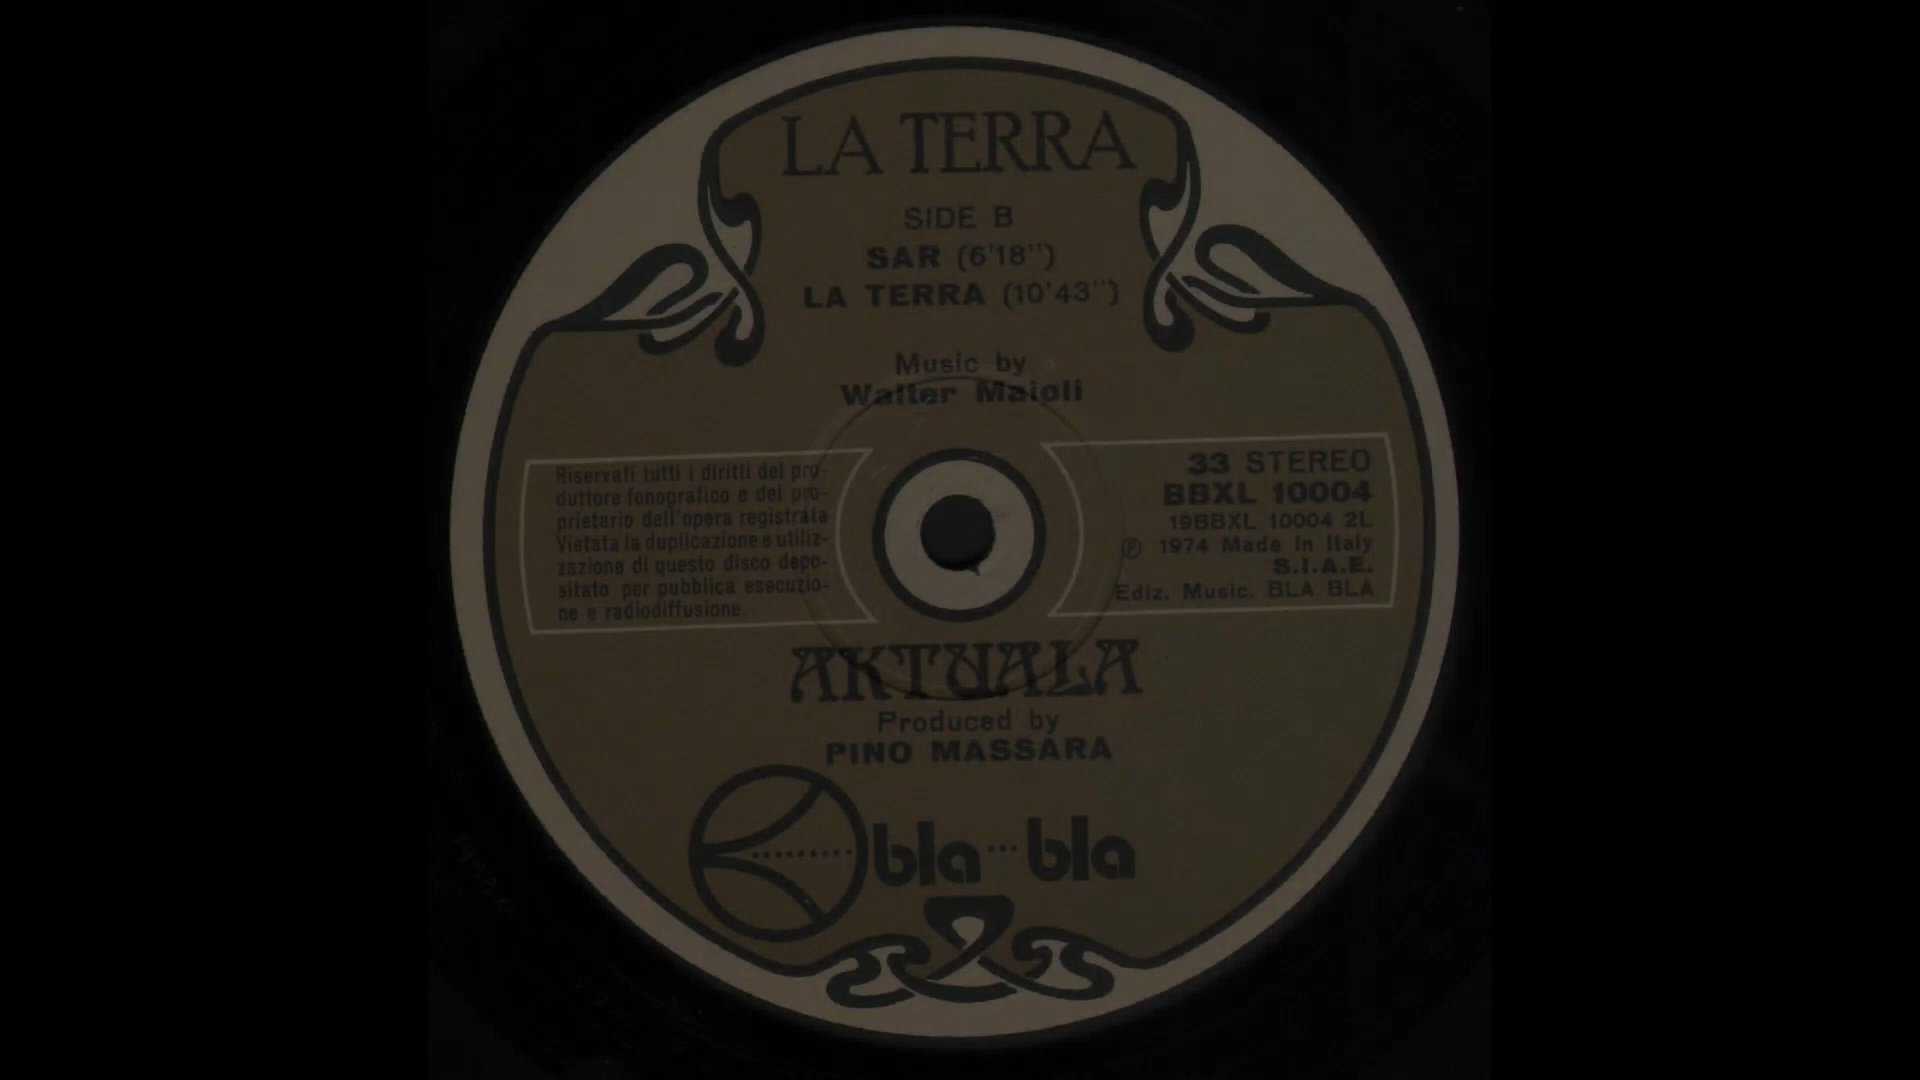 LA TERRA
SIDE B
SAR (6'18'')
LA TERRA (10'43'')
Music by
Walter Maioli
Riservati tutti i diritti del pro-
duttore fonografico e del pro-
prietario dell'opera registrata
Vietata la duplicazione e utiliz-
zazione di questo disco depo-
sitato per pubblica esecuzio-
ne e radiodiffusione.
33 STEREO
BBXL 10004
19BBXL 10004 2L
Ⓟ 1974 Made in Italy
S.I.A.E.
Ediz. Music. BLA BLA
AKTUALA
Produced by
PINO MASSARA
bla...bla